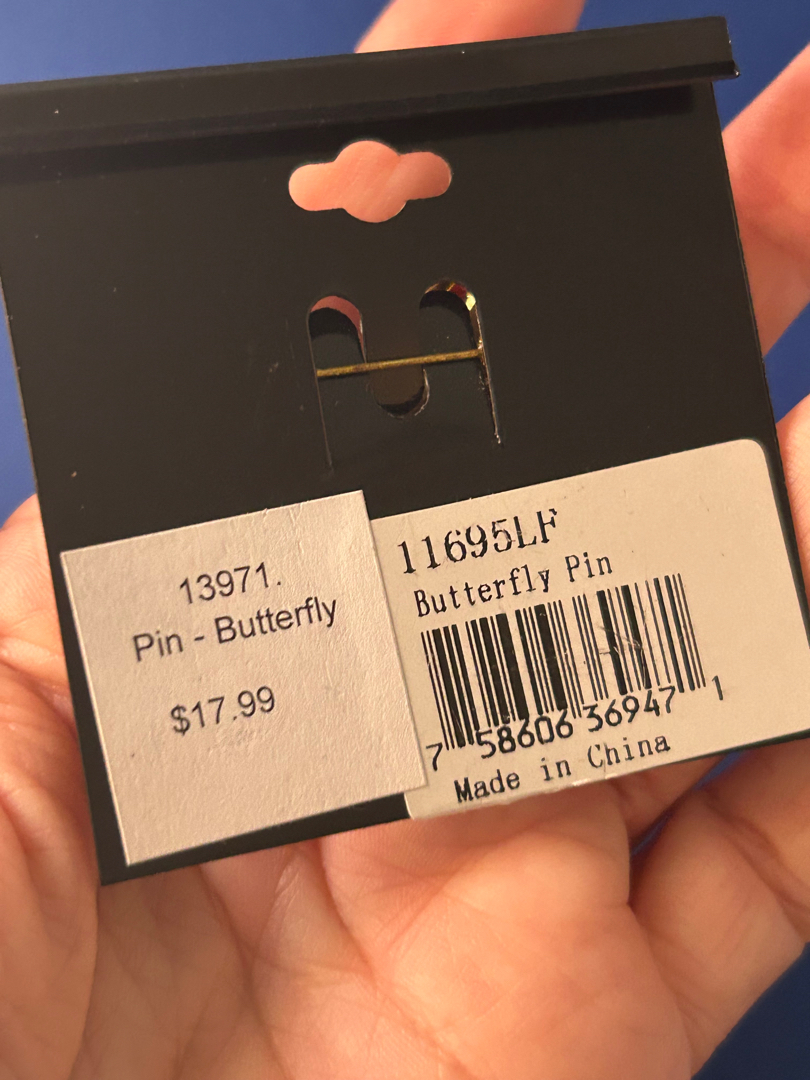 13971.
Pin - Butterfly
$17.99
11695LF
Butterfly Pin
7 58606 36947 1
Made in China